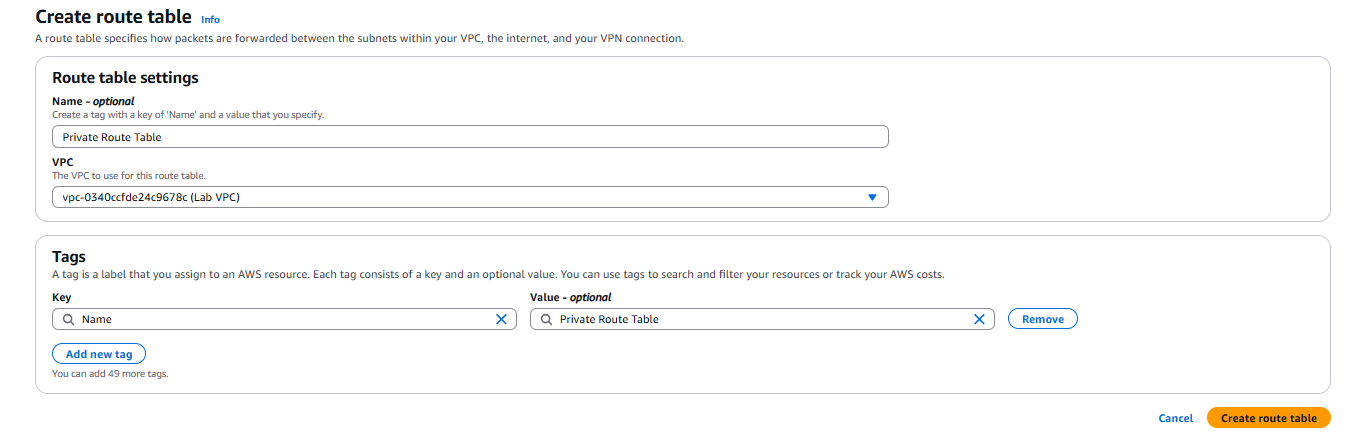 Create route table Info
A route table specifies how packets are forwarded between the subnets within your VPC, the internet, and your VPN connection.
Route table settings
Name - optional
Create a tag with a key of 'Name' and a value that you specify.
Private Route Table
VPC
The VPC to use for this route table.
vpc-0340ccfde24c9678c (Lab VPC)
Tags
A tag is a label that you assign to an AWS resource. Each tag consists of a key and an optional value. You can use tags to search and filter your resources or track your AWS costs.
Key Value - optional
Name Private Route Table Remove
Add new tag
You can add 49 more tags.
Cancel Create route table